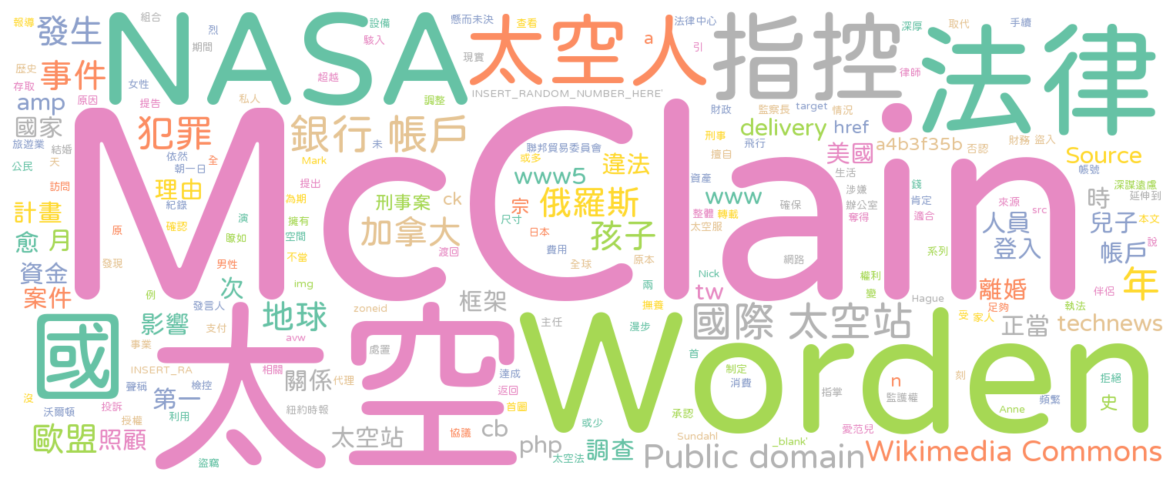 McClain
NASA
太空人
指控
法律
Worden
太空
國
發生
事件
amp
國家
犯罪
銀行
帳戶
理由
計畫
愈
月
資金
案件
次
影響
地球
第一
歐盟
照顧
關係
太空站
框架
cb
php
調查
Public domain
Wikimedia Commons
technews
正當
國際
太空站
離婚
tw
孩子
俄羅斯
加拿大
刑事案
ck
宗
www5
違法
www
delivery
href
a4b3f35b
Source
美國
時
人員
登入
兒子
帳戶
年
史
n
a
INSERT_RANDOM_NUMBER_HERE'
INSERT_RA
報導
組合
烈
期間
設備
駭入
懸而未決
查看
現實
法律中心
引
深厚
取代
手續
律師
歷史
存取
原因
女性
提告
私人
超越
調整
旅遊業
結婚
天
公民
訪問
依然
朝一日
全
紀錄
確認
原
發現
男性
演
擁有
空間
不當
img
例
發言人
支付
avw
zoneid
事業
相關
處置
代理
主任
聲稱
檢控
沒
沃爾頓
投訴
授權
利用
紐約時報
盜竊
協議
達成
返回
首圖
太空法
或少
Mark
未
提出
為期
渡回
聯邦貿易委員會
或多
尺寸
日本
費用
全球
原本
兩
撫養
漫步
首
制定
消費
承認
Sundahl
_blank'
指掌
監護權
愛范兒
財政
監察長
target
情況
刑事
擅自
飛行
生活
涉嫌
資產
確保
辦公室
整體
轉載
奪得
太空服
網路
Nick
權利
變
系列
適合
肯定
錢
否認
財務
盜入
帳號
深謀遠慮
延伸到
來源
src
本文
說
伴侶
執法
足夠
Hague
受
家人
刻
拒絕
頻繁
Anne